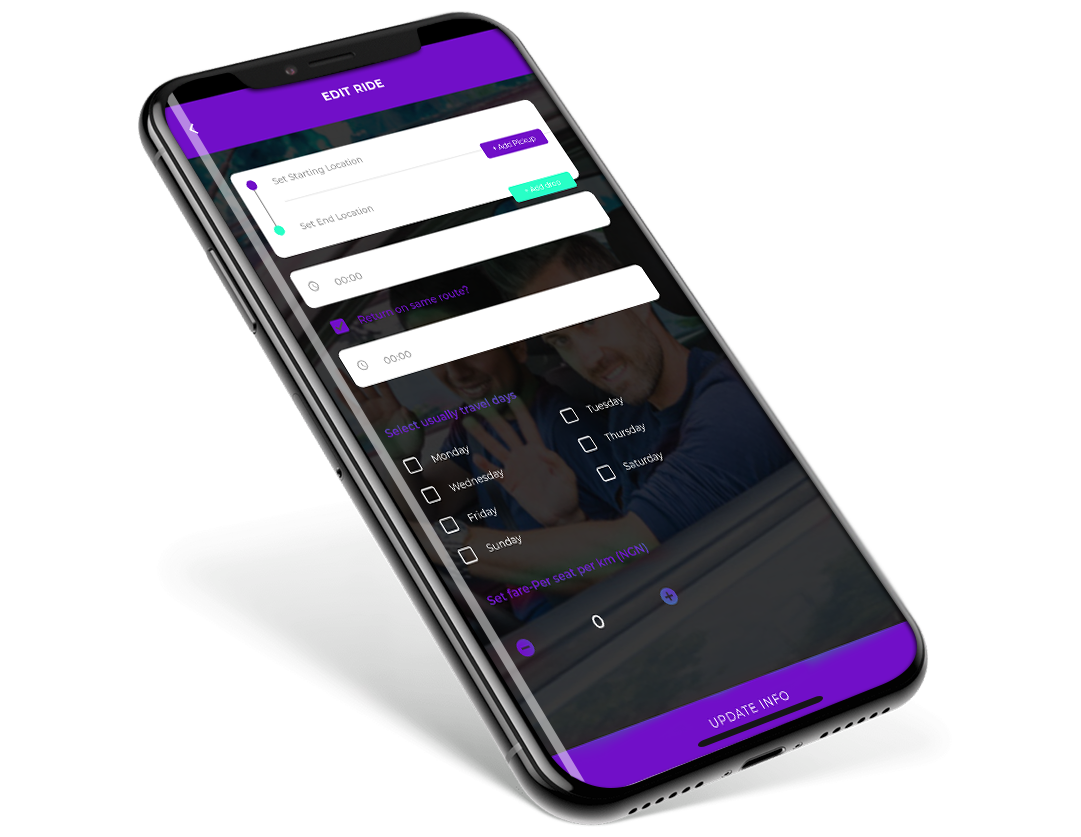 EDIT RIDE
Set Starting Location
+ Add Pickup
Set End Location
+ Add drop
00:00
Return on same route?
00:00
Select usually travel days
Monday
Tuesday
Wednesday
Thursday
Friday
Saturday
Sunday
Set fare-Per seat per km (NGN)
0
UPDATE INFO